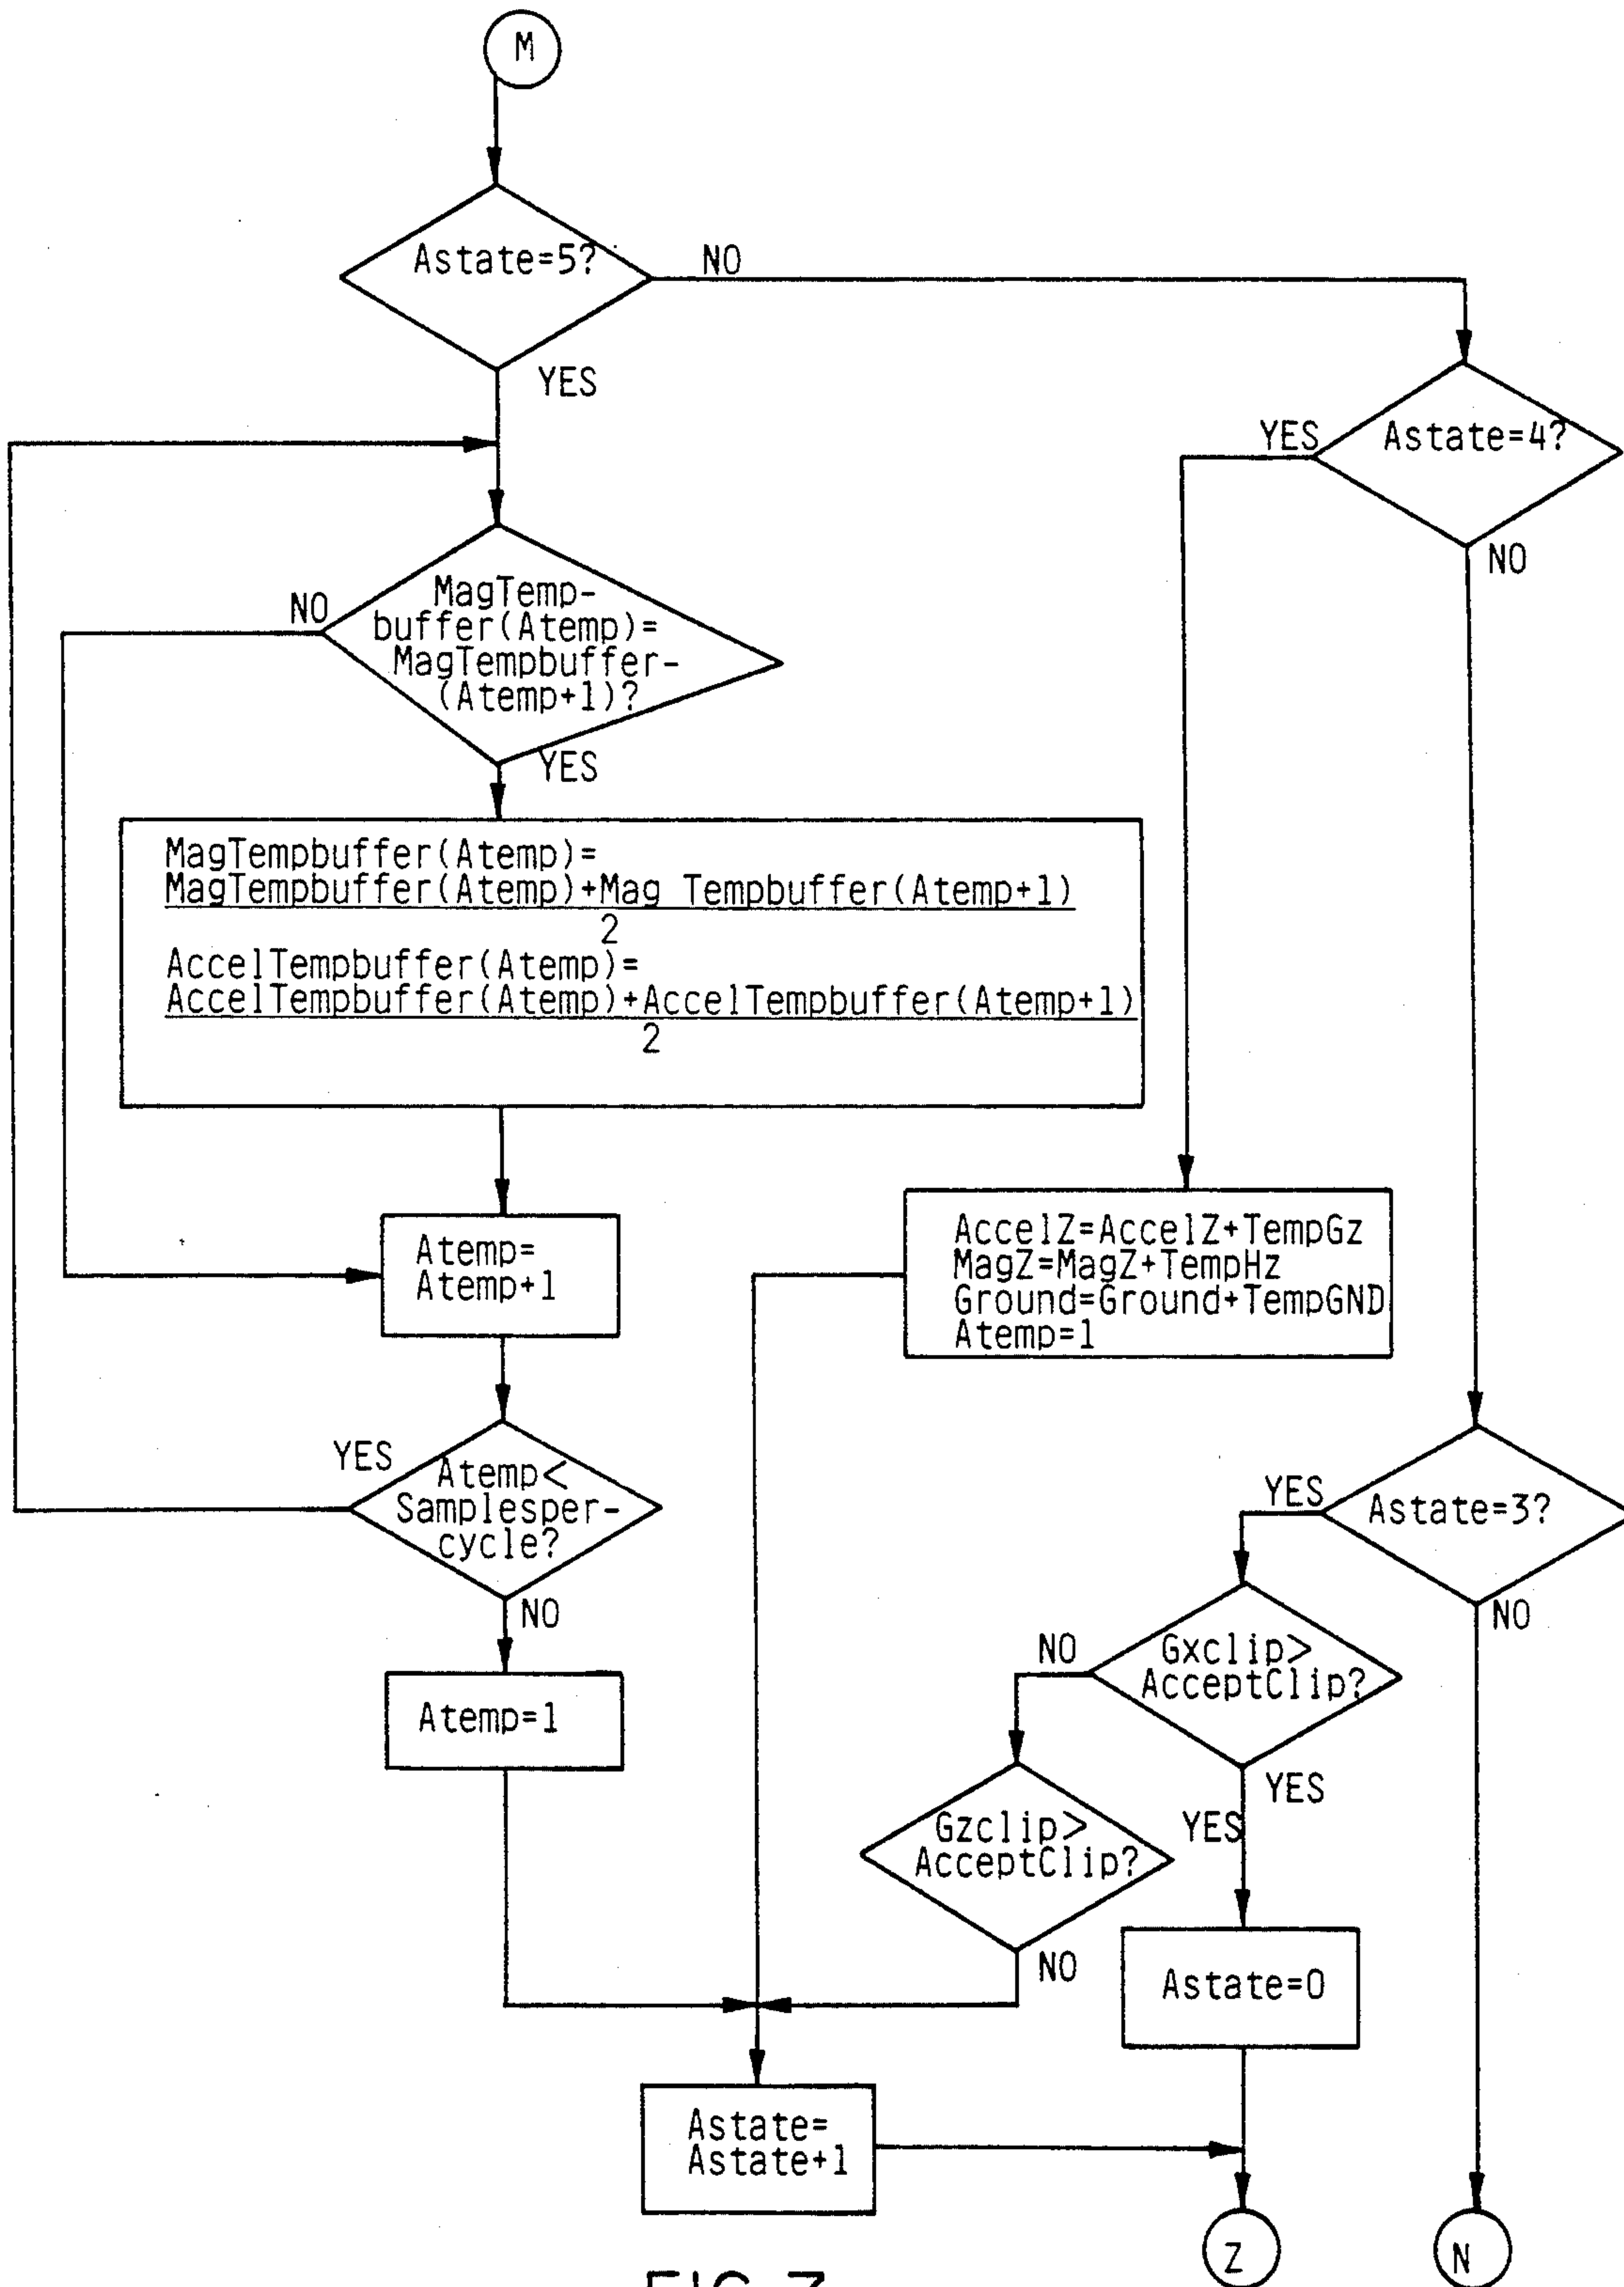 M
Astate=5?
NO
YES
Astate=4?
YES
NO
MagTemp-
buffer(Atemp)=
MagTempbuffer-
(Atemp+1)?
NO
YES
MagTempbuffer(Atemp)=
MagTempbuffer(Atemp)+Mag Tempbuffer(Atemp+1)
2
AccelTempbuffer(Atemp)=
AccelTempbuffer(Atemp)+AccelTempbuffer(Atemp+1)
2
Atemp=
Atemp+1
AccelZ=AccelZ+TempGz
MagZ=MagZ+TempHz
Ground=Ground+TempGND
Atemp=1
YES
Atemp<
Samplesper-
cycle?
NO
YES
Astate=3?
NO
Atemp=1
NO
Gxclip>
AcceptClip?
YES
Gzclip>
AcceptClip?
YES
NO
Astate=0
Astate=
Astate+1
Z
N